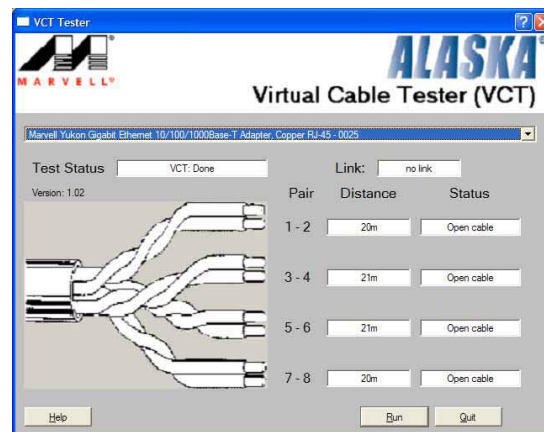 VCT Tester
MARVELL®
ALASKA®
Virtual Cable Tester (VCT)
Marvell Yukon Gigabit Ethernet 10/100/1000Base-T Adapter, Copper RJ-45 - 0025
Test Status VCT: Done Link: no link
Version: 1.02 Pair Distance Status
1 - 2 20m Open cable
3 - 4 21m Open cable
5 - 6 21m Open cable
7 - 8 20m Open cable
Help Run Quit